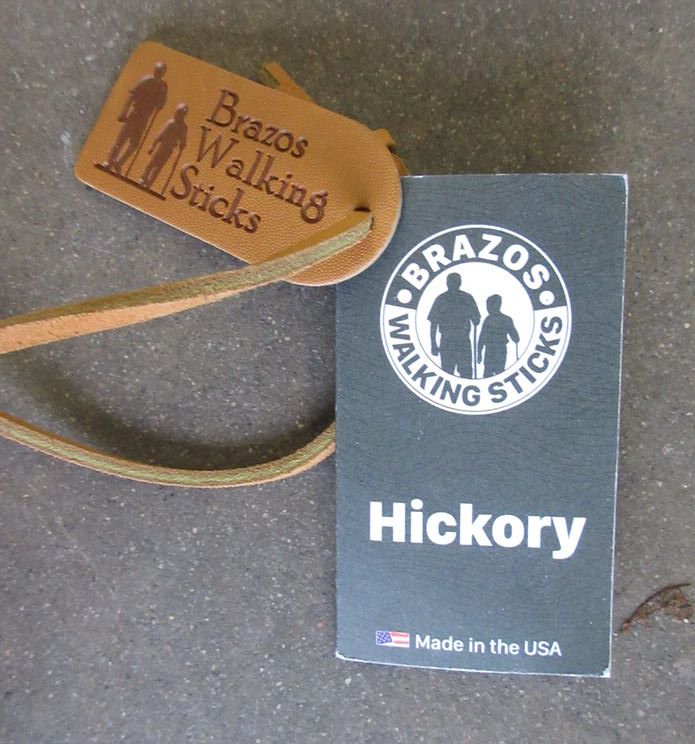 Brazos
Walking
Sticks
BRAZOS
WALKING STICKS
Hickory
Made in the USA